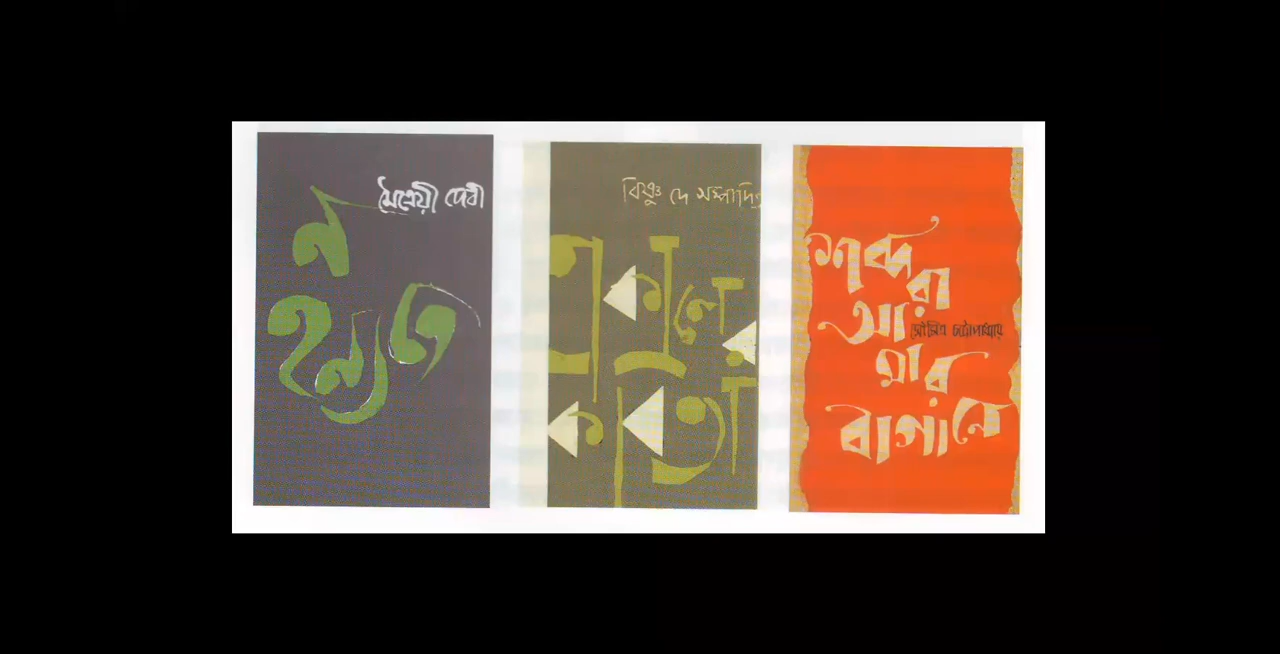 মৈত্রেয়ী দেবী
ন
হন্যতে
বিষ্ণু দে সম্পাদিত
একালের
কবিতা
শব্দ
রা
আ
সৌমিত্র চট্টোপাধ্যায়
মার
বাগানে